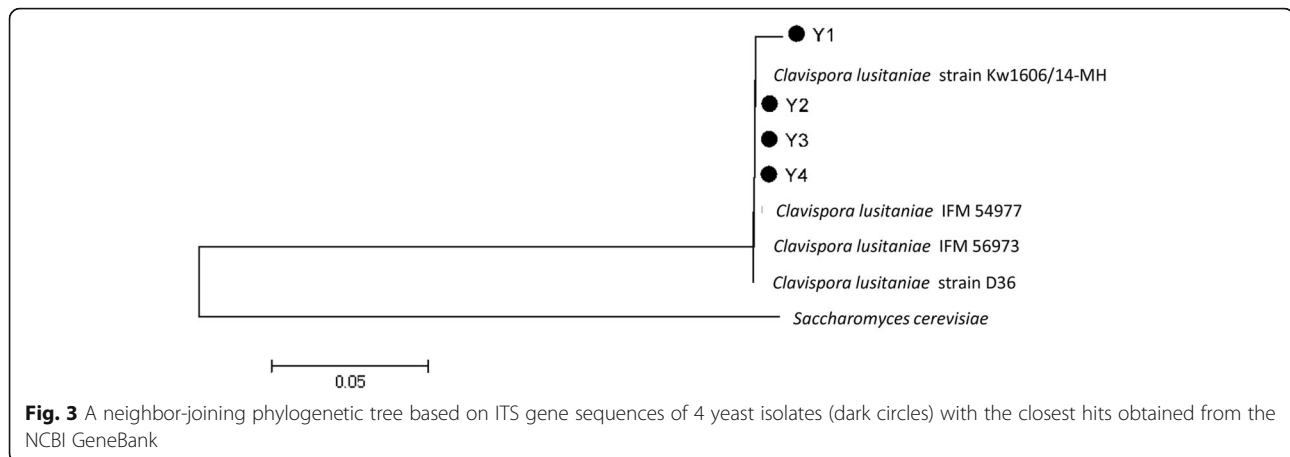 Y1
Clavispora lusitaniae strain Kw1606/14-MH
Y2
Y3
Y4
Clavispora lusitaniae IFM 54977
Clavispora lusitaniae IFM 56973
Clavispora lusitaniae strain D36
Saccharomyces cerevisiae
0.05
Fig. 3 A neighbor-joining phylogenetic tree based on ITS gene sequences of 4 yeast isolates (dark circles) with the closest hits obtained from the
NCBI GeneBank